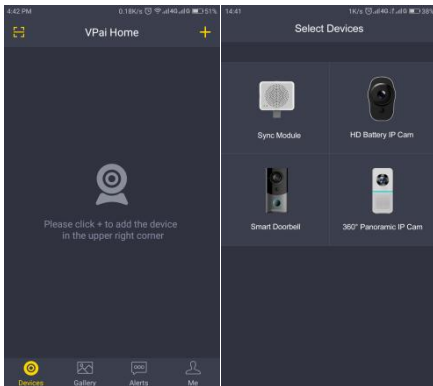 4:42 PM 0.18K/s 4G 51%
VPai Home
Please click + to add the device
in the upper right corner
Devices Gallery Alerts Me
14:41 1K/s 4G 38%
Select Devices
Sync Module HD Battery IP Cam
Smart Doorbell 360° Panoramic IP Cam